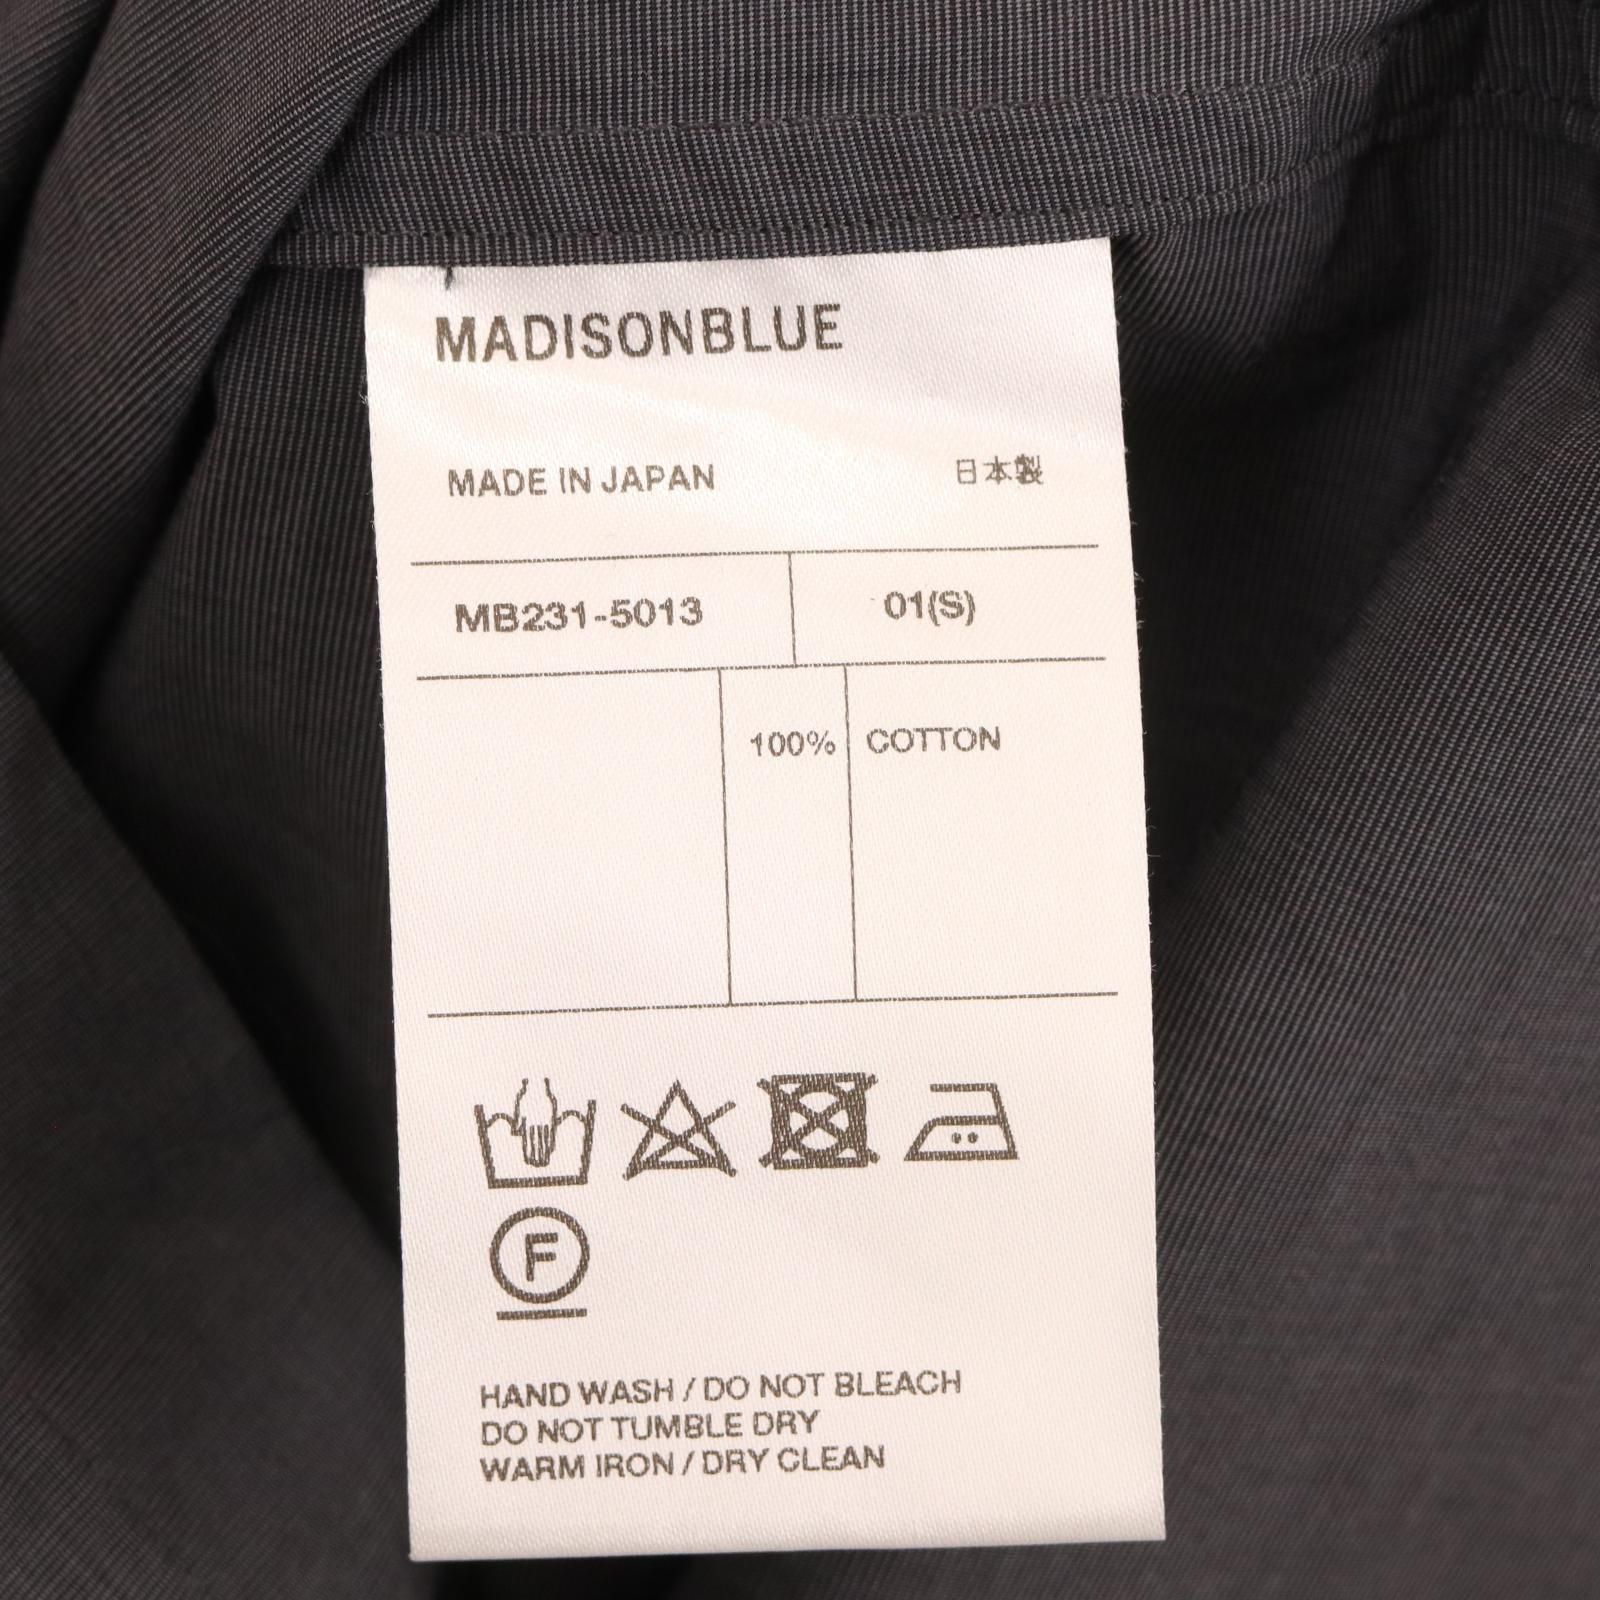 MADISONBLUE
MADE IN JAPAN 日本製
MB231-5013 01(S)
100% COTTON
F
HAND WASH / DO NOT BLEACH
DO NOT TUMBLE DRY
WARM IRON / DRY CLEAN